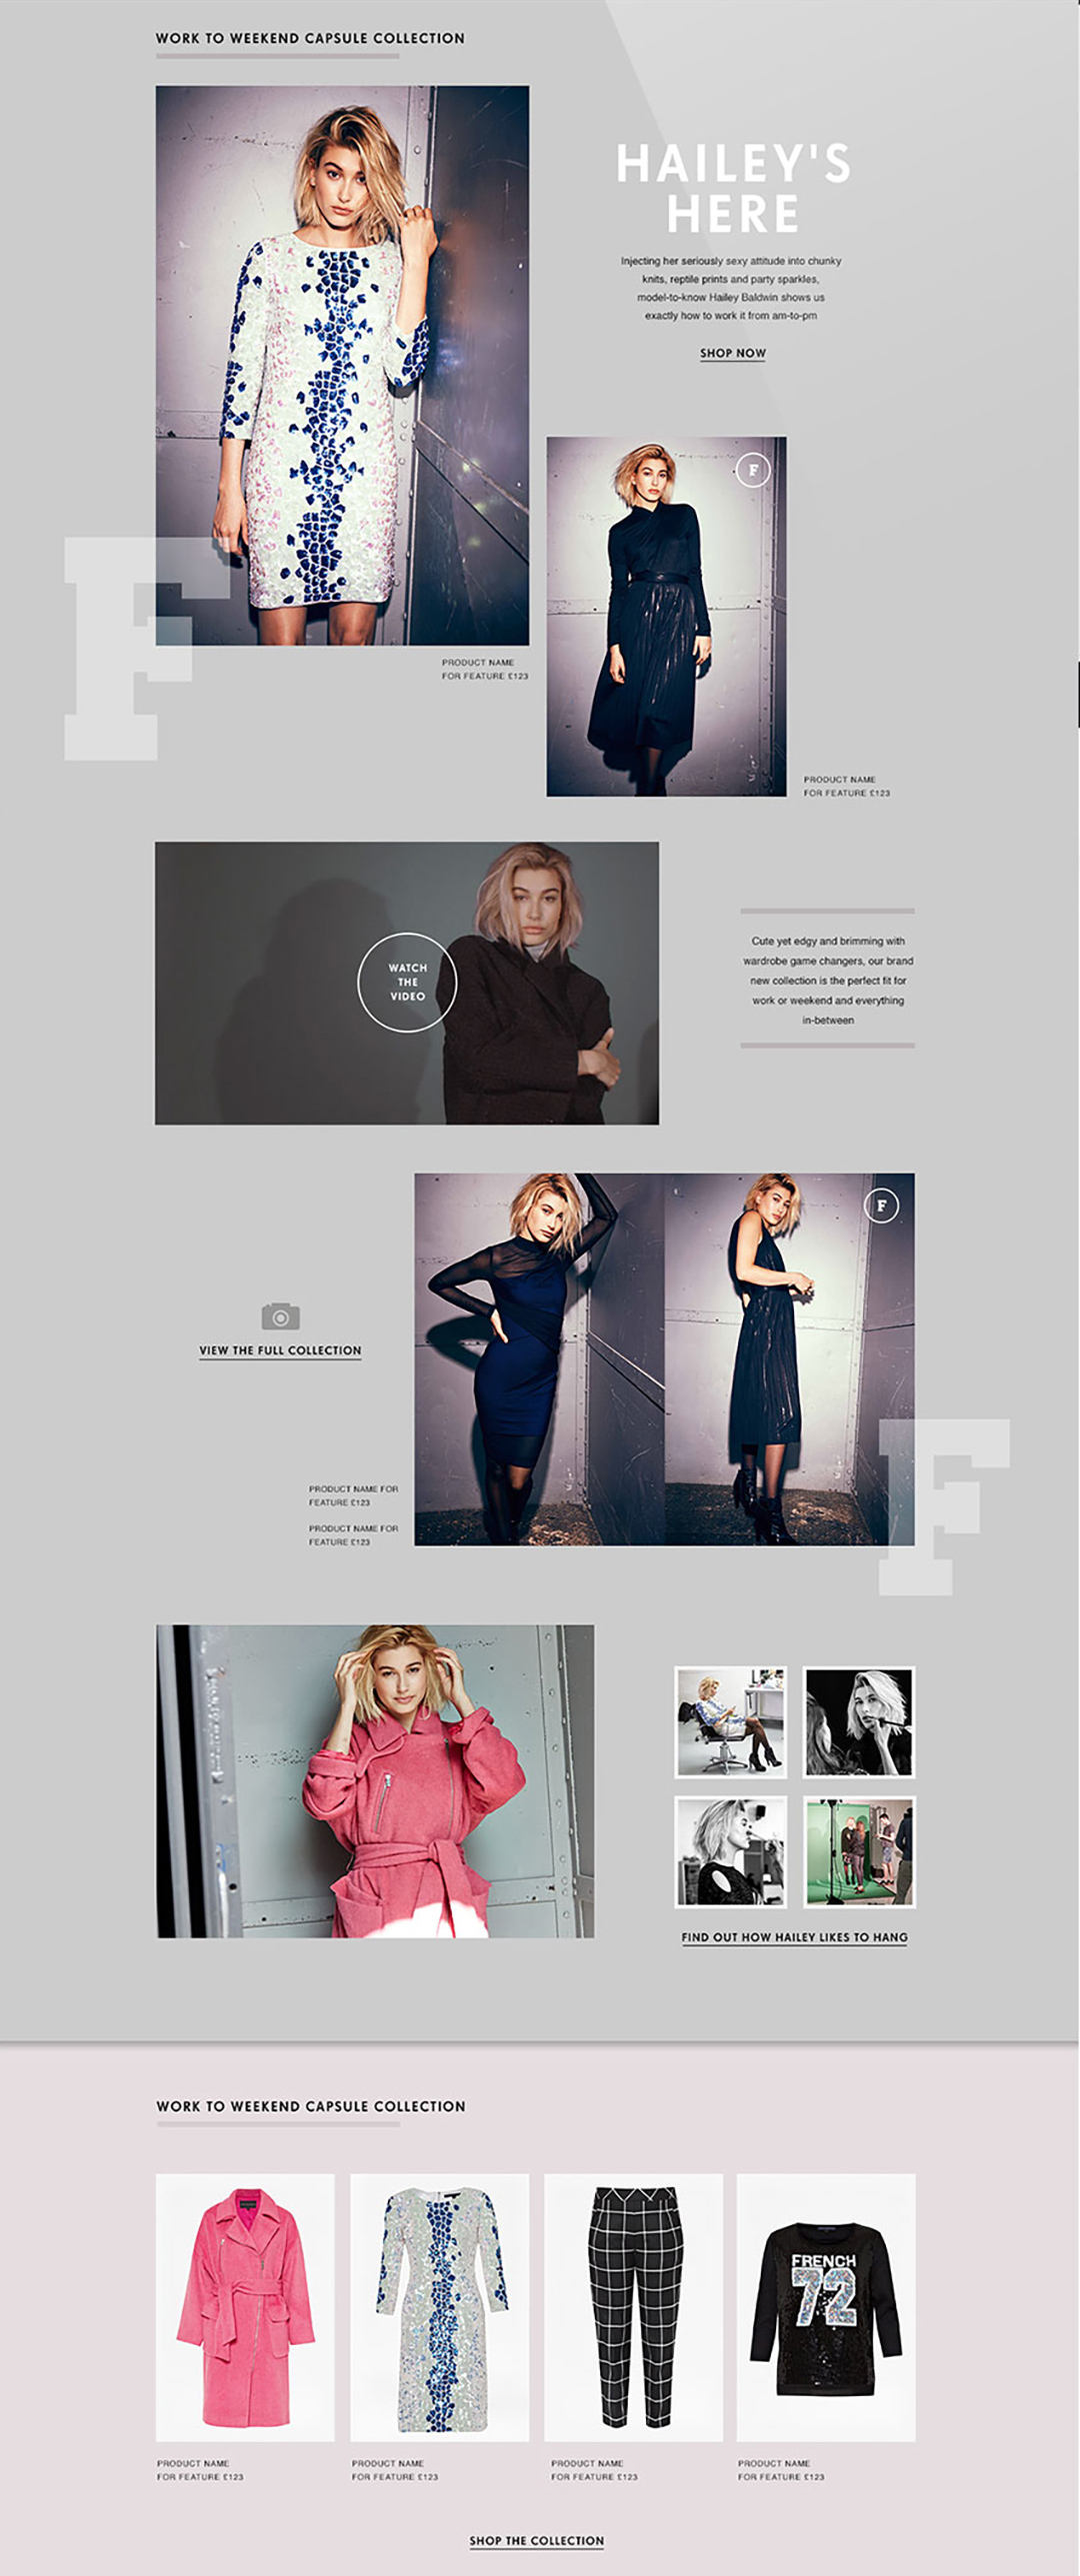 WORK TO WEEKEND CAPSULE COLLECTION
HAILEY'S
HERE
Injecting her seriously sexy attitude into chunky
knits, reptile prints and party sparkles,
model-to-know Hailey Baldwin shows us
exactly how to work it from am-to-pm
SHOP NOW
F
F
PRODUCT NAME
FOR FEATURE £123
PRODUCT NAME
FOR FEATURE £123
WATCH
THE
VIDEO
Cute yet edgy and brimming with
wardrobe game changers, our brand
new collection is the perfect fit for
work or weekend and everything
in-between
F
VIEW THE FULL COLLECTION
F
PRODUCT NAME FOR
FEATURE £123
PRODUCT NAME FOR
FEATURE £123
FIND OUT HOW HAILEY LIKES TO HANG
WORK TO WEEKEND CAPSULE COLLECTION
FRENCH
72
PRODUCT NAME
FOR FEATURE £123
PRODUCT NAME
FOR FEATURE £123
PRODUCT NAME
FOR FEATURE £123
PRODUCT NAME
FOR FEATURE £123
SHOP THE COLLECTION